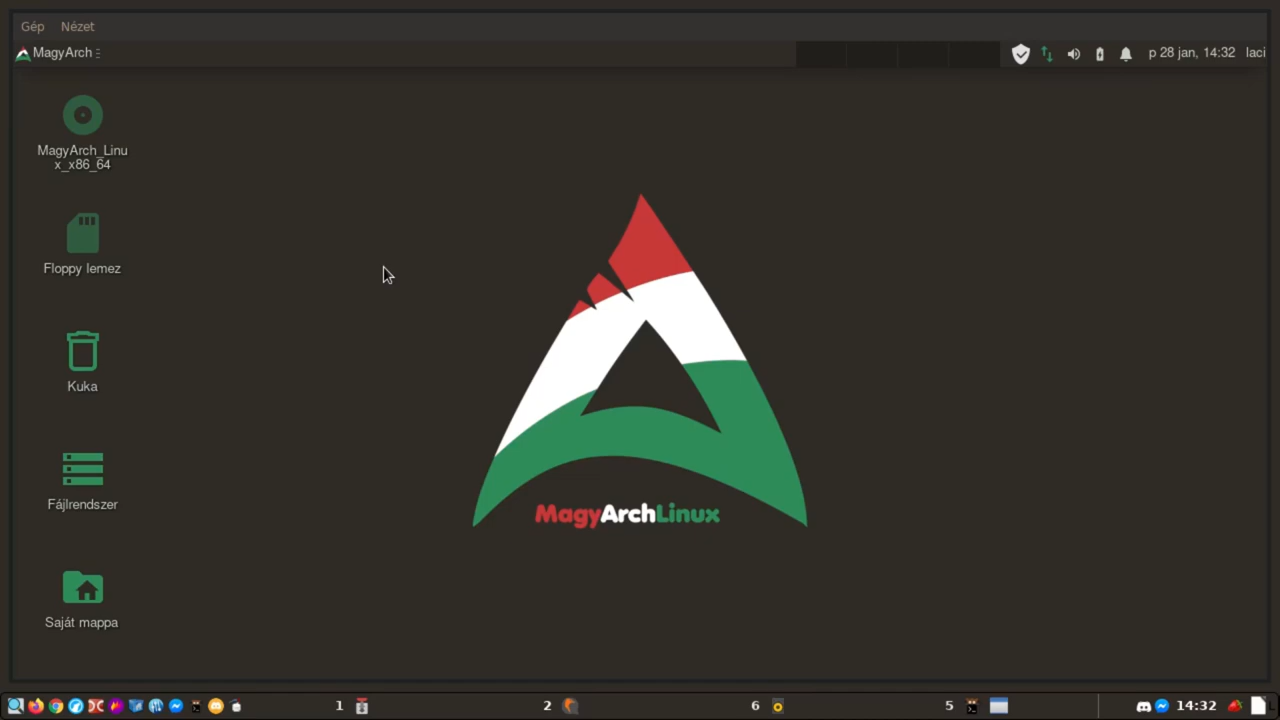 Gép Nézet
MagyArch
p 28 jan, 14:32 laci
MagyArch_Linu
x_x86_64
Floppy lemez
Kuka
Fájlrendszer
Saját mappa
MagyArchLinux
1 2 6 5 14:32